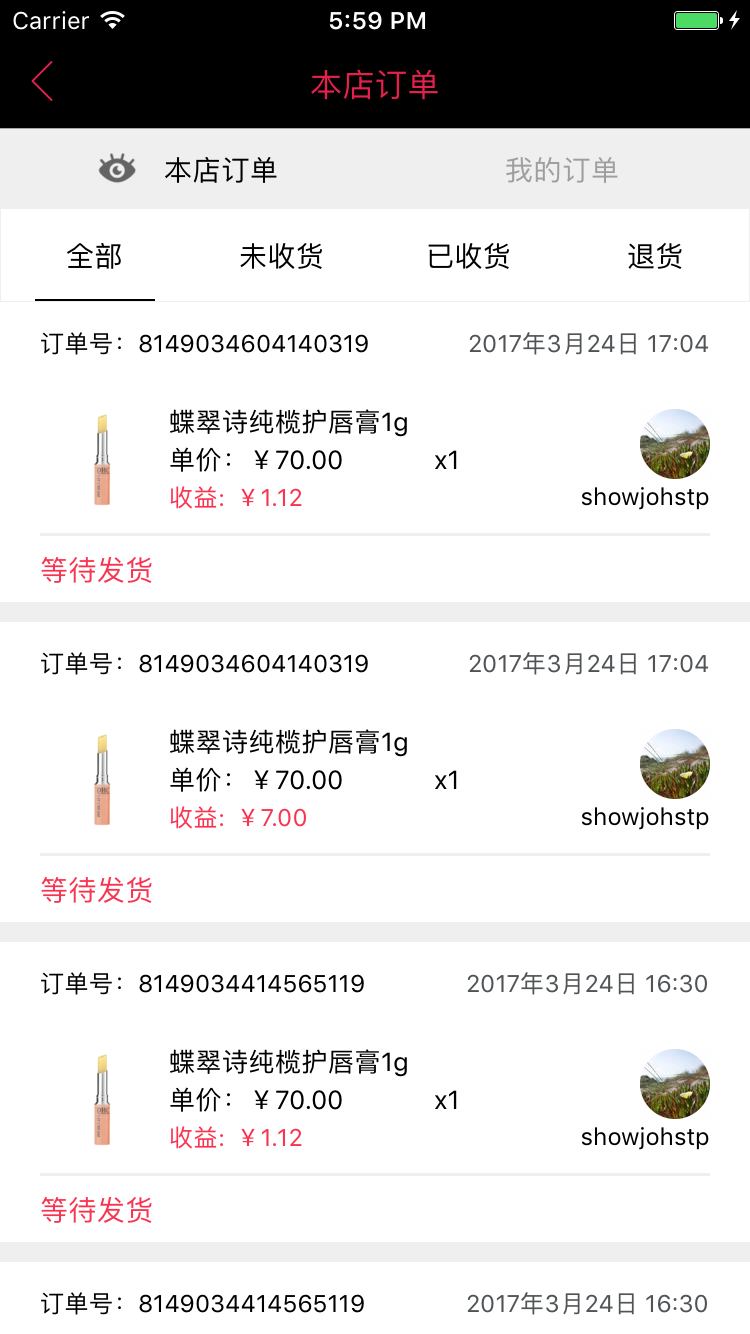 Carrier 5:59 PM
本店订单
本店订单 我的订单
全部 未收货 已收货 退货
订单号：8149034604140319 2017年3月24日 17:04
蝶翠诗纯榄护唇膏1g
单价：￥70.00 x1
收益：￥1.12 showjohstp
等待发货
订单号：8149034604140319 2017年3月24日 17:04
蝶翠诗纯榄护唇膏1g
单价：￥70.00 x1
收益：￥7.00 showjohstp
等待发货
订单号：8149034414565119 2017年3月24日 16:30
蝶翠诗纯榄护唇膏1g
单价：￥70.00 x1
收益：￥1.12 showjohstp
等待发货
订单号：8149034414565119 2017年3月24日 16:30